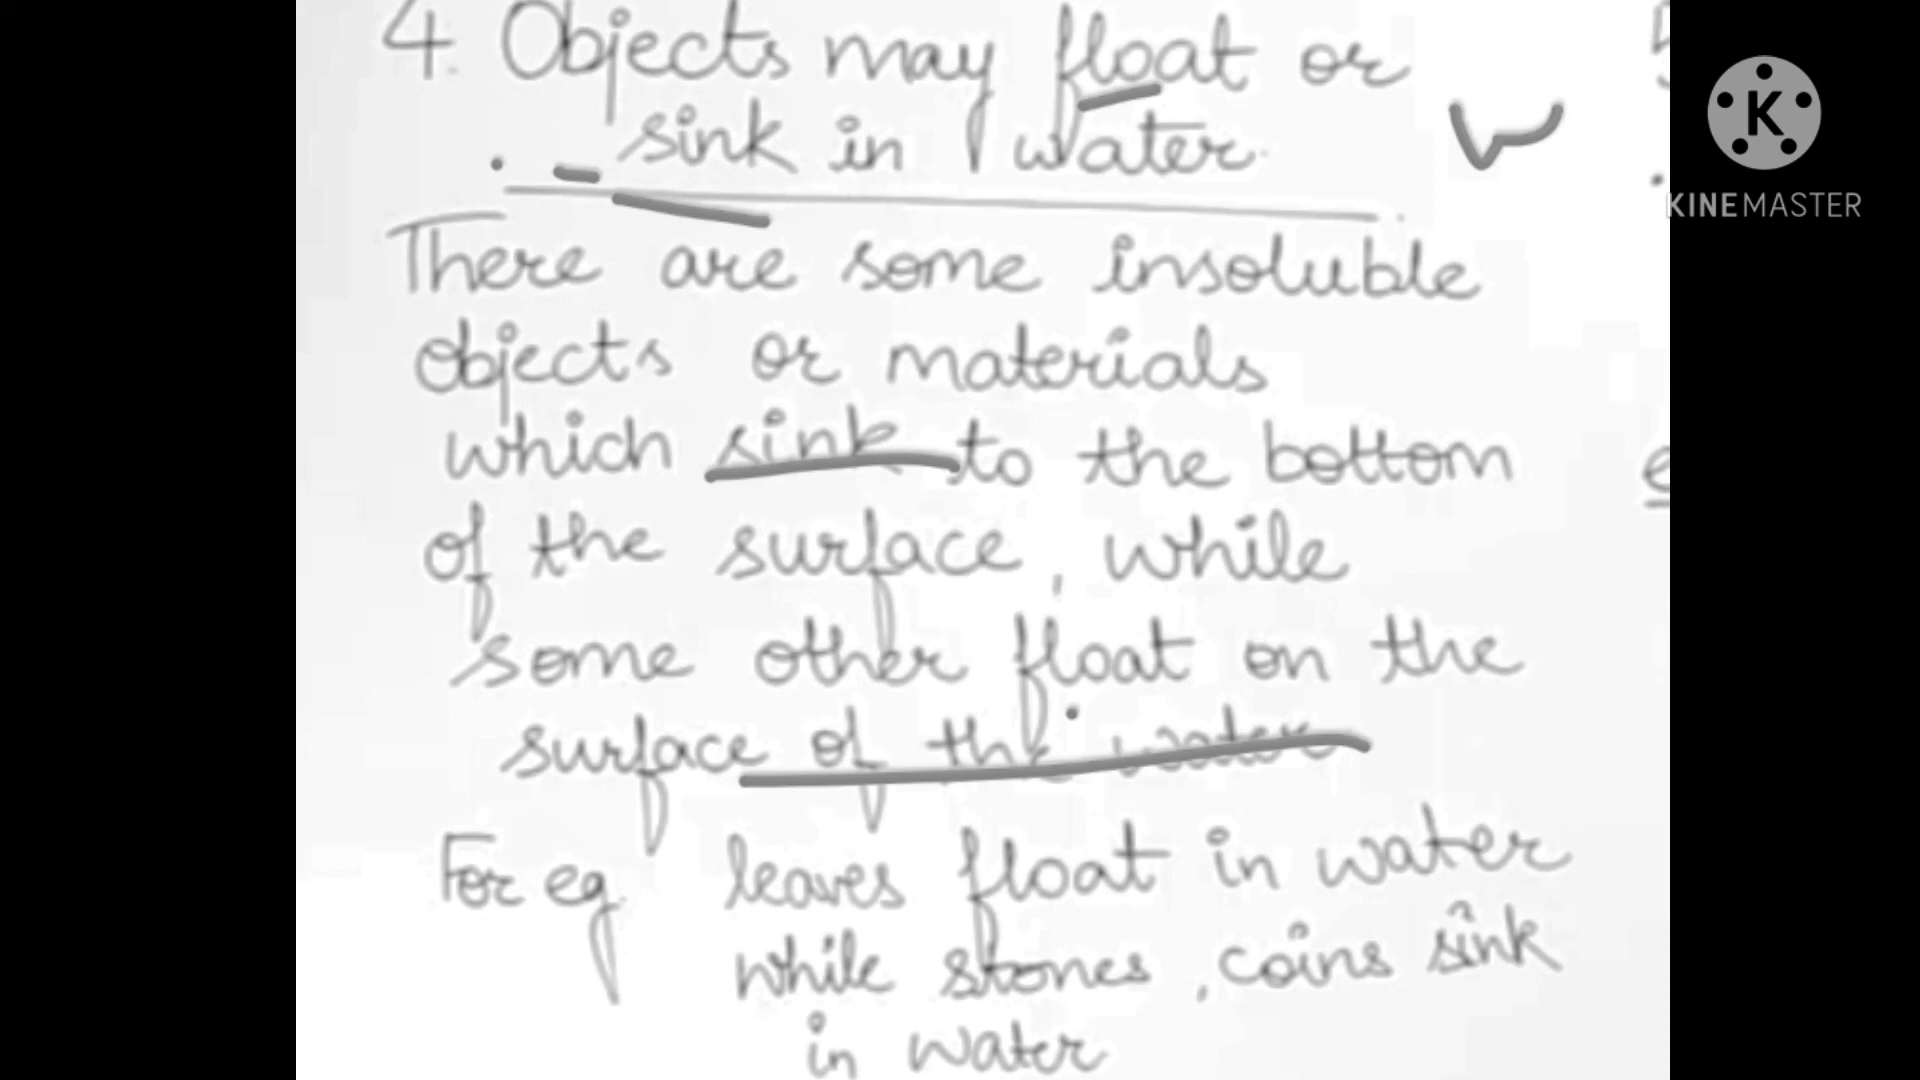 4. Objects may float or
sink in water.
There are some insoluble
objects or materials
which sink to the bottom
of the surface, while
some other float on the
surface of the water
For eg leaves float in water
while stones, coins sink
in water
K
KINEMASTER